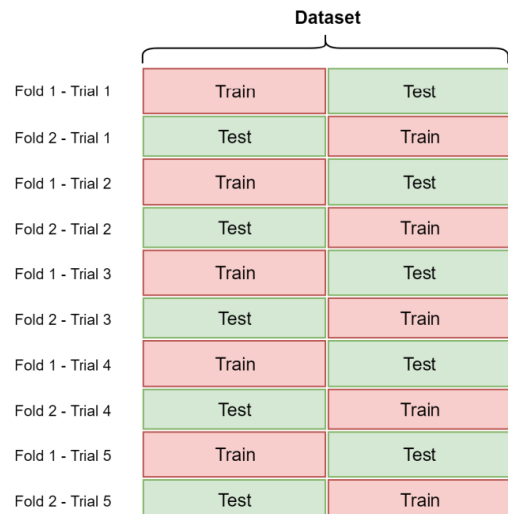 Dataset
Fold 1 - Trial 1 Train Test
Fold 2 - Trial 1 Test Train
Fold 1 - Trial 2 Train Test
Fold 2 - Trial 2 Test Train
Fold 1 - Trial 3 Train Test
Fold 2 - Trial 3 Test Train
Fold 1 - Trial 4 Train Test
Fold 2 - Trial 4 Test Train
Fold 1 - Trial 5 Train Test
Fold 2 - Trial 5 Test Train